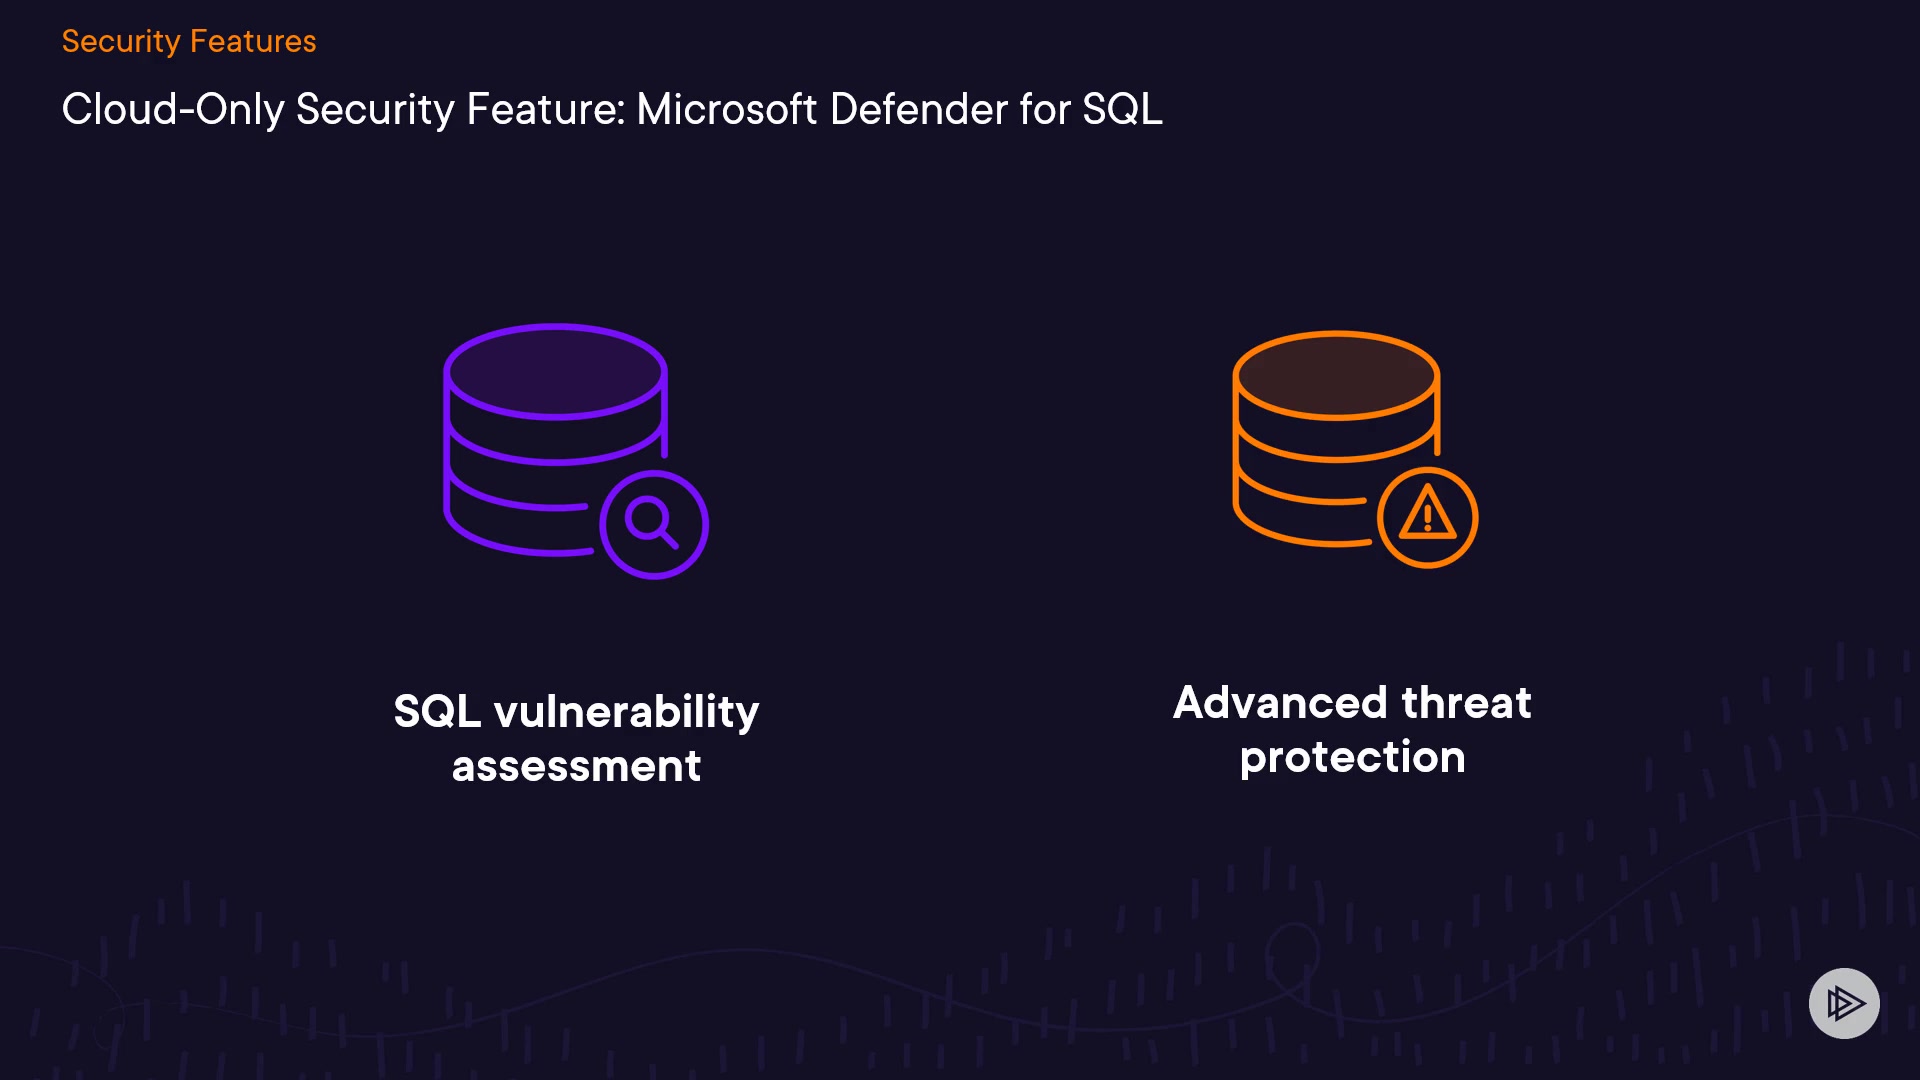 Security Features
Cloud-Only Security Feature: Microsoft Defender for SQL
SQL vulnerability
assessment
Advanced threat
protection